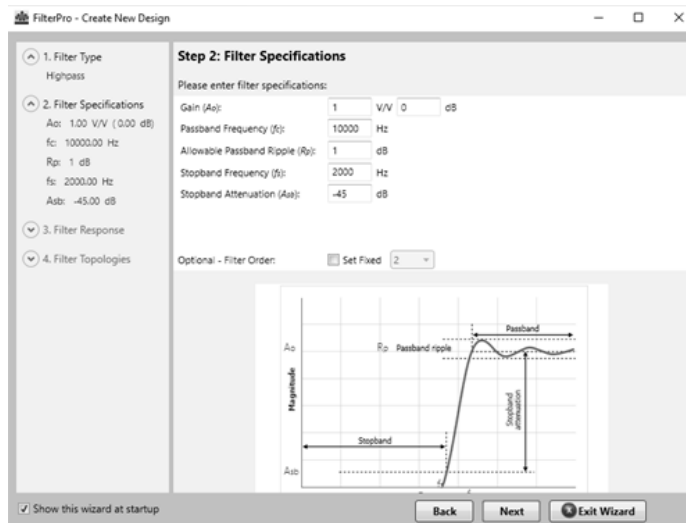 FilterPro - Create New Design
1. Filter Type
Highpass
2. Filter Specifications
Ao: 1.00 V/V ( 0.00 dB)
fc: 10000.00 Hz
Rp: 1 dB
fs: 2000.00 Hz
Asb: -45.00 dB
3. Filter Response
4. Filter Topologies
Step 2: Filter Specifications
Please enter filter specifications:
Gain (Ao): 1 V/V 0 dB
Passband Frequency (fc): 10000 Hz
Allowable Passband Ripple (Rp): 1 dB
Stopband Frequency (fs): 2000 Hz
Stopband Attenuation (Asb): -45 dB
Optional - Filter Order: Set Fixed 2
Passband
Ao
Rp Passband ripple
Magnitude
Stopband
attenuation
Stopband
Asb
Show this wizard at startup
Back Next Exit Wizard